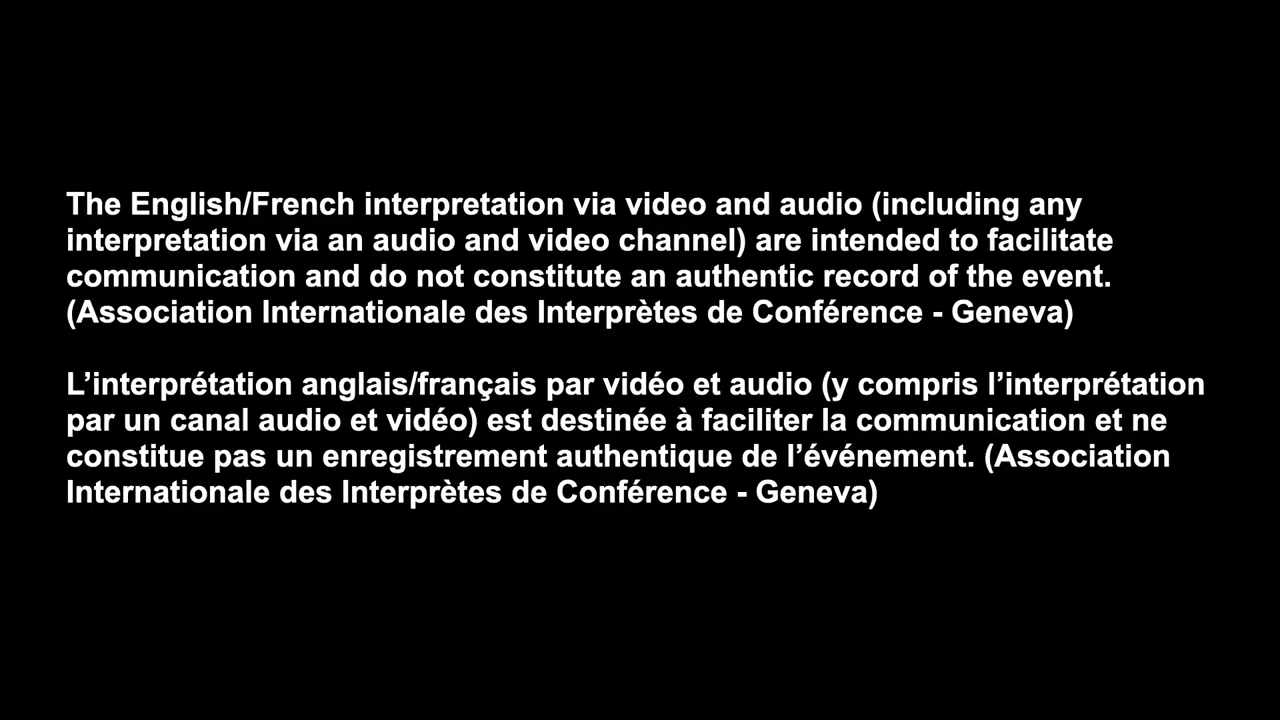 The English/French interpretation via video and audio (including any
interpretation via an audio and video channel) are intended to facilitate
communication and do not constitute an authentic record of the event.
(Association Internationale des Interprètes de Conférence - Geneva)
L’interprétation anglais/français par vidéo et audio (y compris l’interprétation
par un canal audio et vidéo) est destinée à faciliter la communication et ne
constitue pas un enregistrement authentique de l’événement. (Association
Internationale des Interprètes de Conférence - Geneva)